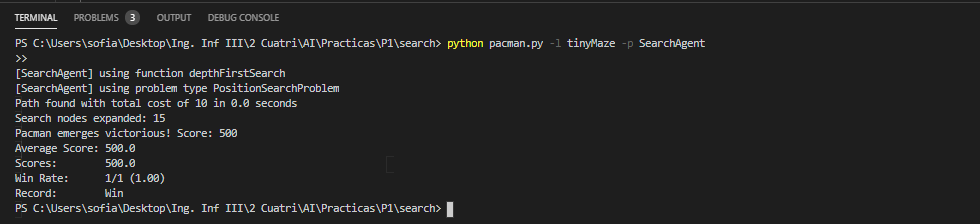 TERMINAL PROBLEMS 3 OUTPUT DEBUG CONSOLE
PS C:\Users\sofia\Desktop\Ing. Inf III\2 Cuatri\AI\Practicas\P1\search> python pacman.py -l tinyMaze -p SearchAgent
>>
[SearchAgent] using function depthFirstSearch
[SearchAgent] using problem type PositionSearchProblem
Path found with total cost of 10 in 0.0 seconds
Search nodes expanded: 15
Pacman emerges victorious! Score: 500
Average Score: 500.0
Scores:        500.0
Win Rate:      1/1 (1.00)
Record:        Win
PS C:\Users\sofia\Desktop\Ing. Inf III\2 Cuatri\AI\Practicas\P1\search>